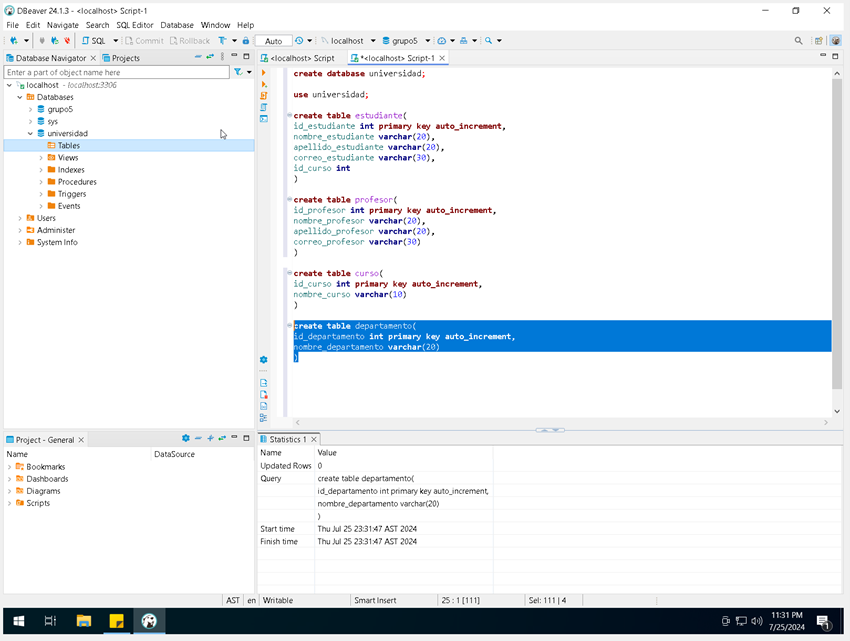 DBeaver 24.1.3 - <localhost> Script-1
File Edit Navigate Search SQL Editor Database Window Help
SQL Commit Rollback Auto localhost grupo5
Database Navigator Projects
Enter a part of object name here
localhost - localhost:3306
Databases
grupo5
sys
universidad
Tables
Views
Indexes
Procedures
Triggers
Events
Users
Administer
System Info
<localhost> Script *<localhost> Script-1
create database universidad;
use universidad;
create table estudiante(
id_estudiante int primary key auto_increment,
nombre_estudiante varchar(20),
apellido_estudiante varchar(20),
correo_estudiante varchar(30),
id_curso int
)
create table profesor(
id_profesor int primary key auto_increment,
nombre_profesor varchar(20),
apellido_profesor varchar(20),
correo_profesor varchar(30)
)
create table curso(
id_curso int primary key auto_increment,
nombre_curso varchar(10)
)
create table departamento(
id_departamento int primary key auto_increment,
nombre_departamento varchar(20)
)
Project - General
Name DataSource
Bookmarks
Dashboards
Diagrams
Scripts
Statistics 1
Name Value
Updated Rows 0
Query create table departamento(
id_departamento int primary key auto_increment,
nombre_departamento varchar(20)
)
Start time Thu Jul 25 23:31:47 AST 2024
Finish time Thu Jul 25 23:31:47 AST 2024
AST en Writable Smart Insert 25 : 1 [111] Sel: 111 | 4
11:31 PM
7/25/2024
1